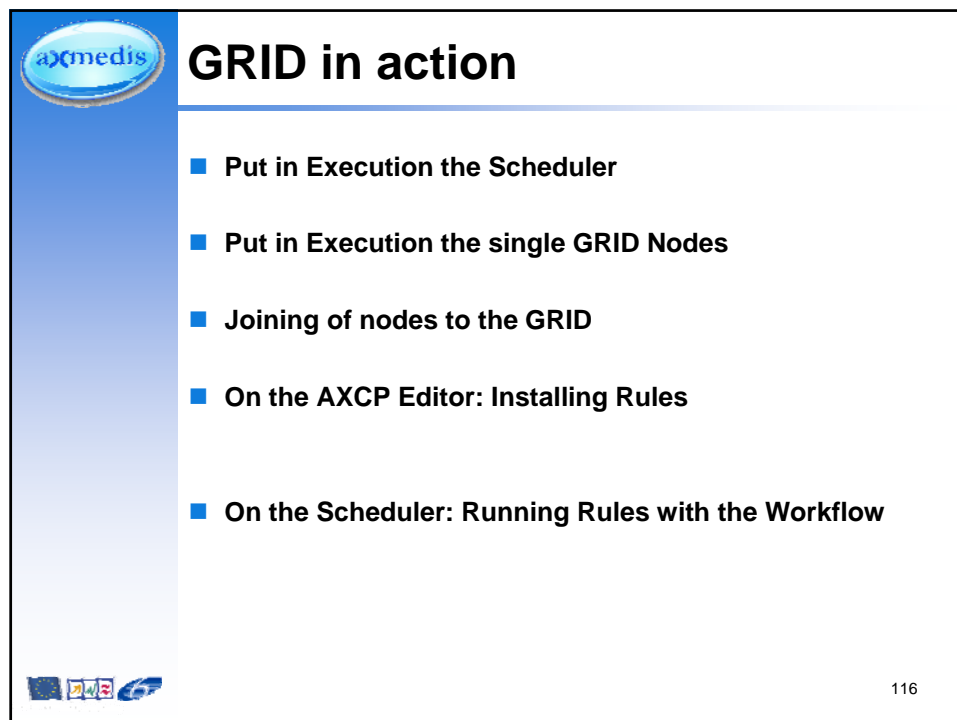 axmedis
GRID in action
Put in Execution the Scheduler
Put in Execution the single GRID Nodes
Joining of nodes to the GRID
On the AXCP Editor: Installing Rules
On the Scheduler: Running Rules with the Workflow
116